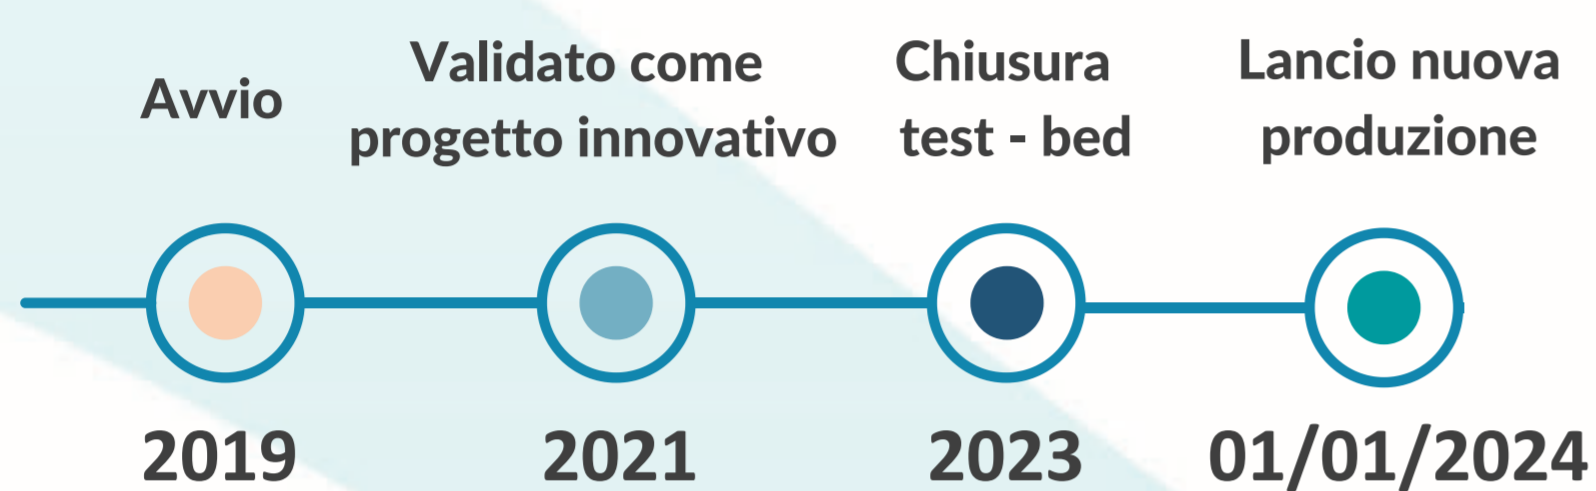 Avvio
Validato come
progetto innovativo
Chiusura
test - bed
Lancio nuova
produzione
2019
2021
2023
01/01/2024